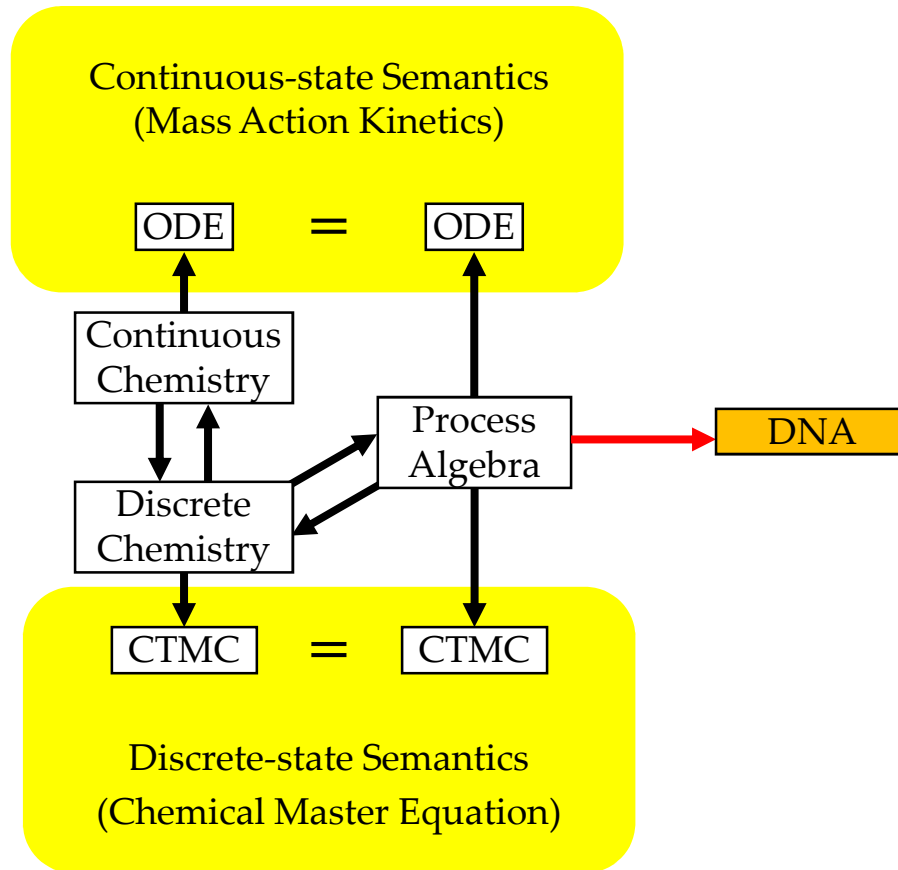 Continuous-state Semantics
(Mass Action Kinetics)
ODE = ODE
Continuous
Chemistry
Process
Algebra
DNA
Discrete
Chemistry
CTMC = CTMC
Discrete-state Semantics
(Chemical Master Equation)